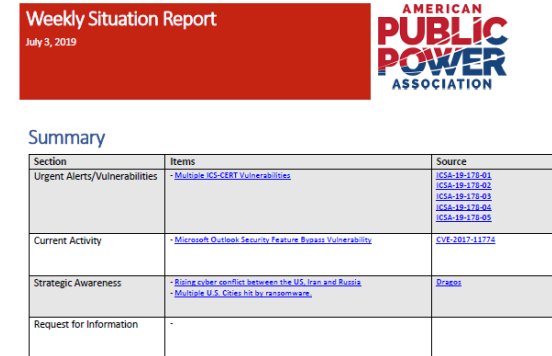 Weekly Situation Report
July 3, 2019
AMERICAN
PUBLIC
POWER
ASSOCIATION
Summary
Section Items Source
Urgent Alerts/Vulnerabilities - Multiple ICS-CERT Vulnerabilities ICSA-19-178-01
ICSA-19-178-02
ICSA-19-178-03
ICSA-19-178-04
ICSA-19-178-05
Current Activity - Microsoft Outlook Security Feature Bypass Vulnerability CVE-2017-11774
Strategic Awareness - Rising cyber conflict between the US, Iran and Russia Dragos
- Multiple U.S. Cities hit by ransomware.
Request for Information -